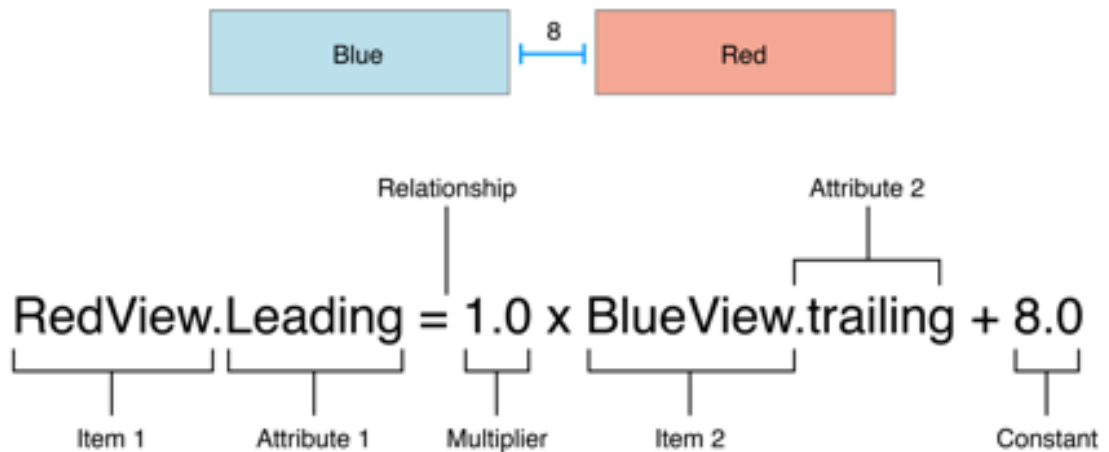 8
Blue
Red
Relationship
Attribute 2
RedView.Leading = 1.0 x BlueView.trailing + 8.0
Item 1
Attribute 1
Multiplier
Item 2
Constant